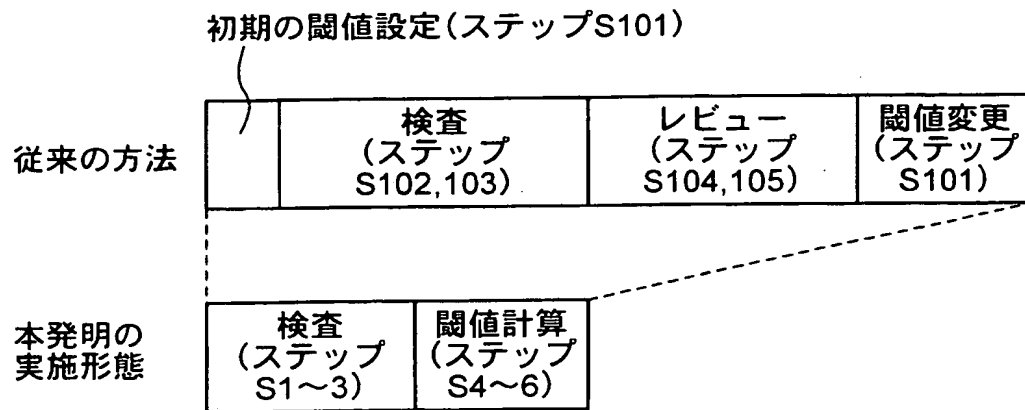 初期の閾値設定(ステップS101)
従来の方法
検査
(ステップ
S102,103)
レビュー
(ステップ
S104,105)
閾値変更
(ステップ
S101)
本発明の
実施形態
検査
(ステップ
S1～3)
閾値計算
(ステップ
S4～6)